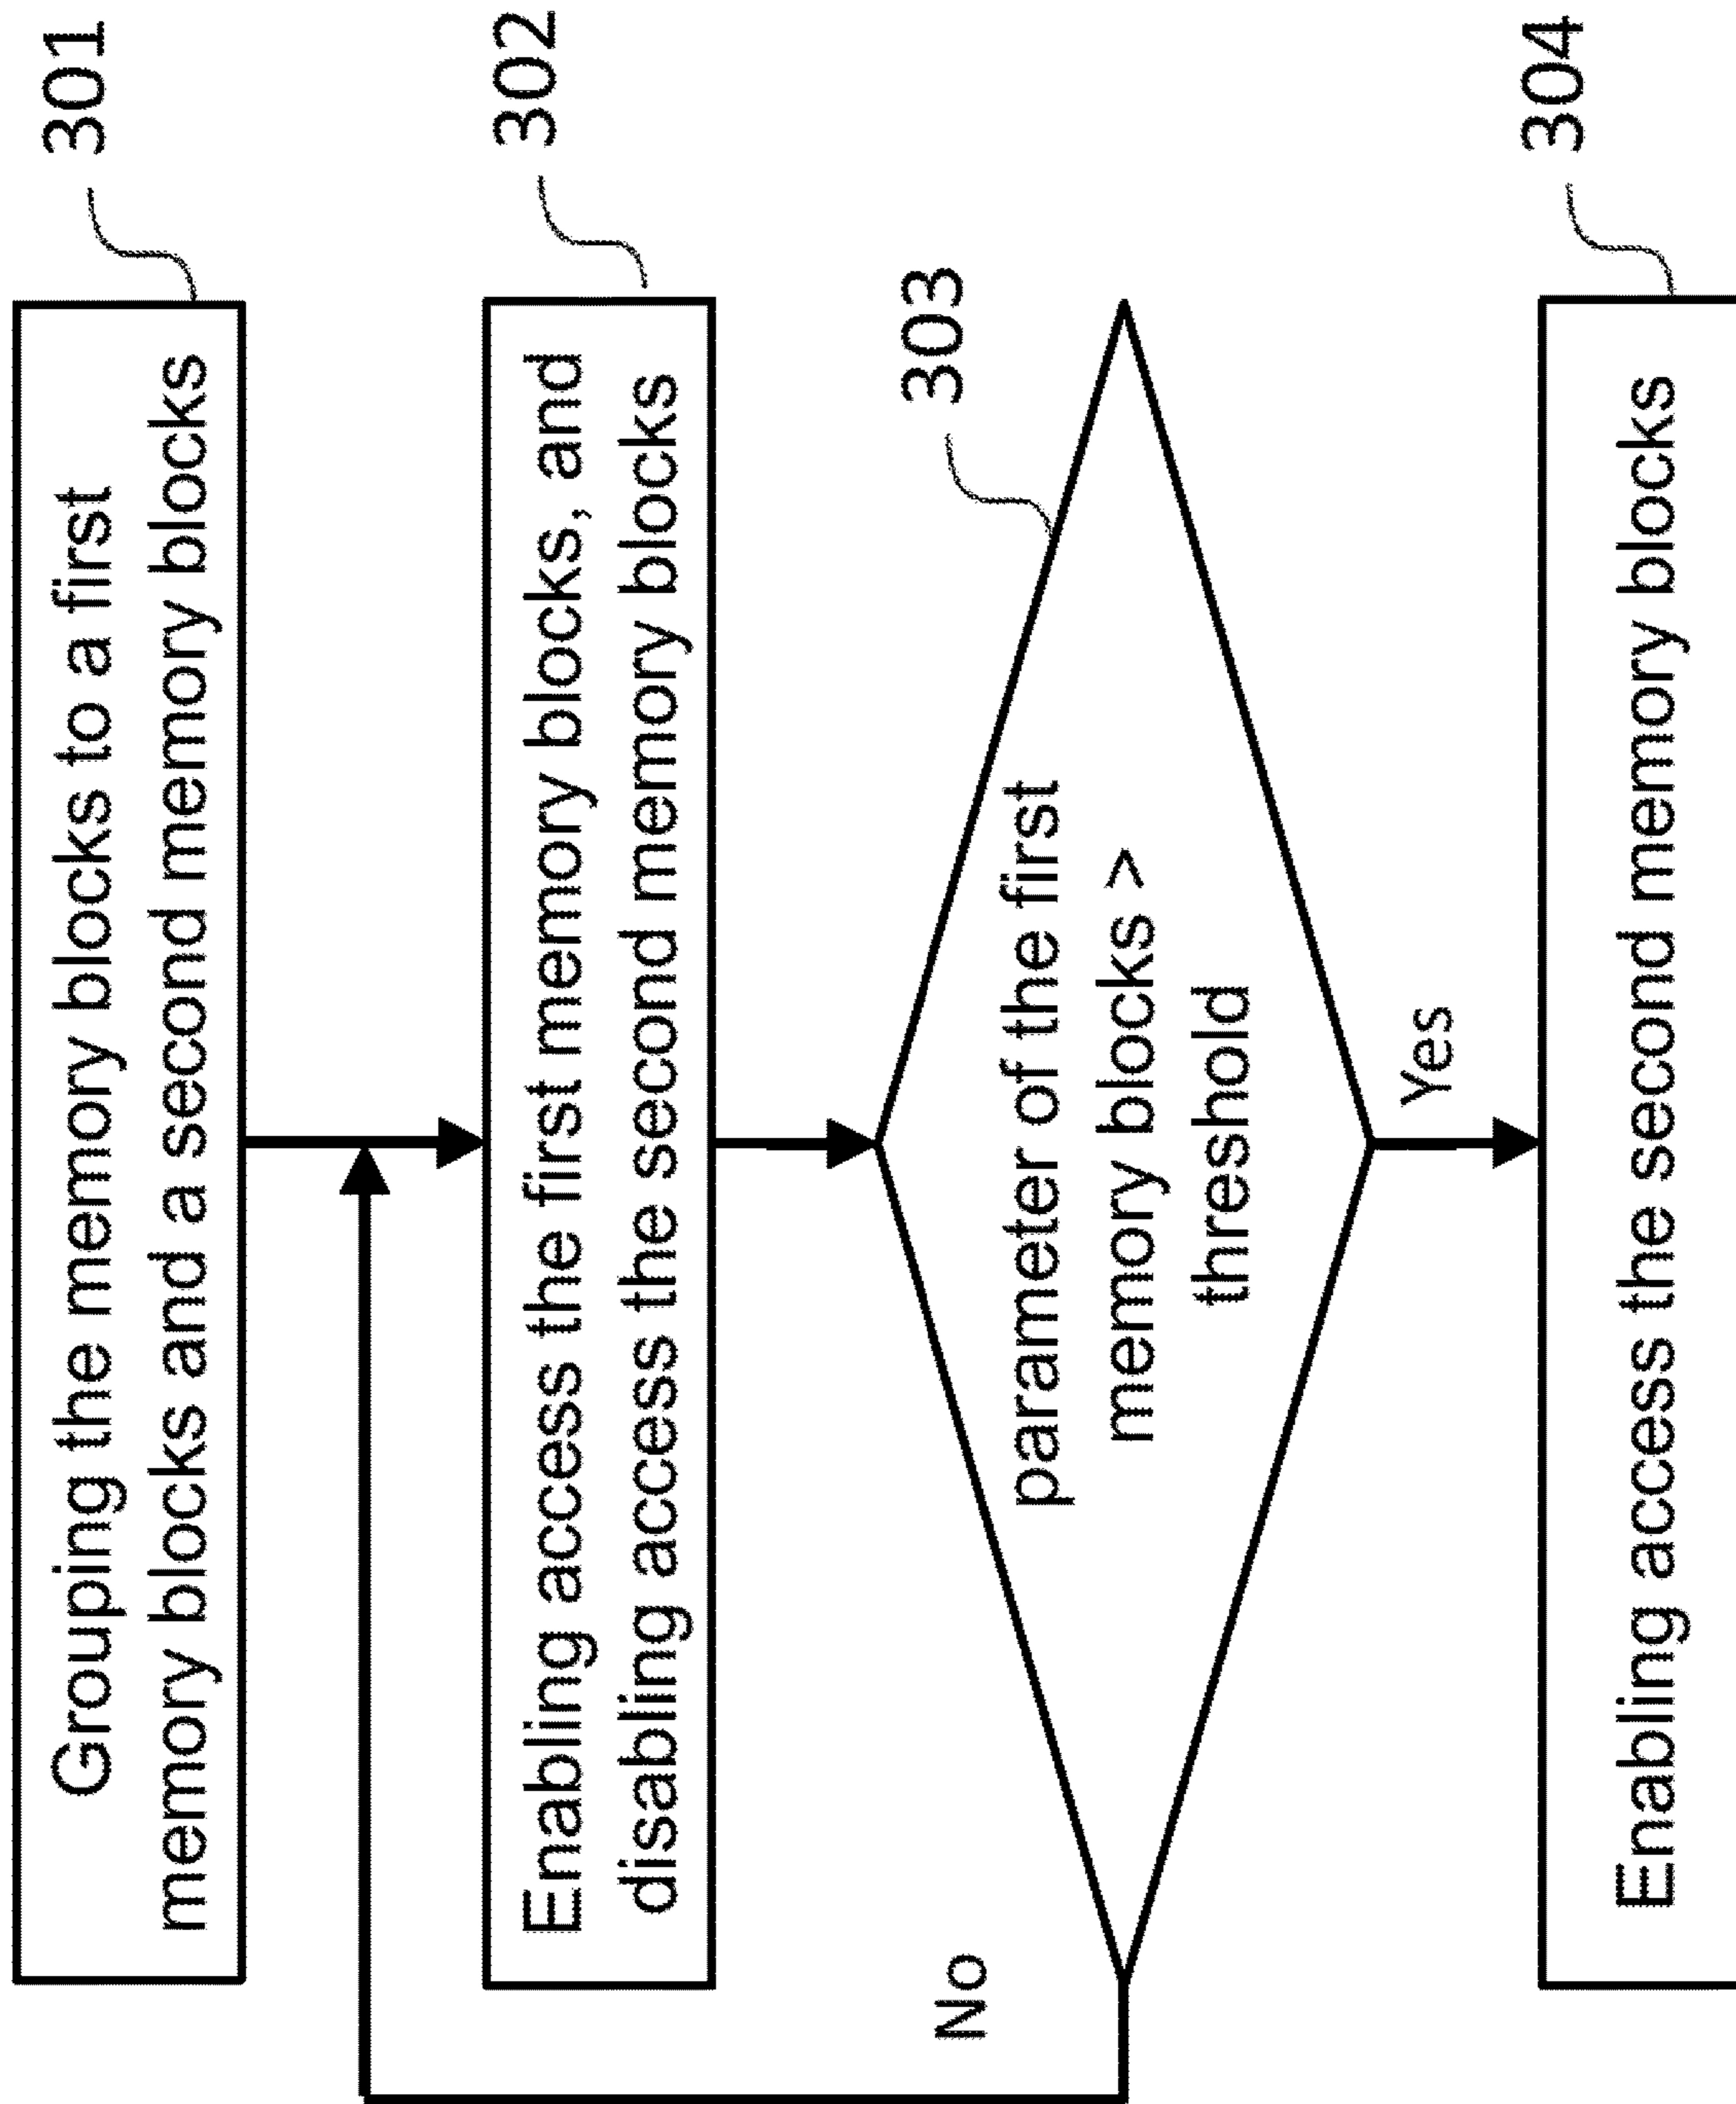 Grouping the memory blocks to a first
memory blocks and a second memory blocks
301
Enabling access the first memory blocks, and
disabling access the second memory blocks
302
parameter of the first
memory blocks >
threshold
303
No
Yes
Enabling access the second memory blocks
304